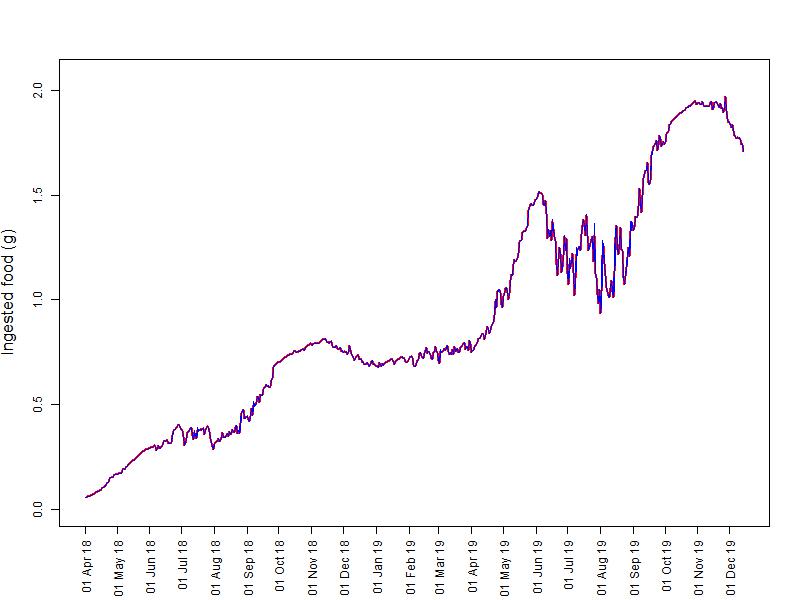 Ingested food (g)
2.0
1.5
1.0
0.5
0.0
01 Apr 18
01 May 18
01 Jun 18
01 Jul 18
01 Aug 18
01 Sep 18
01 Oct 18
01 Nov 18
01 Dec 18
01 Jan 19
01 Feb 19
01 Mar 19
01 Apr 19
01 May 19
01 Jun 19
01 Jul 19
01 Aug 19
01 Sep 19
01 Oct 19
01 Nov 19
01 Dec 19